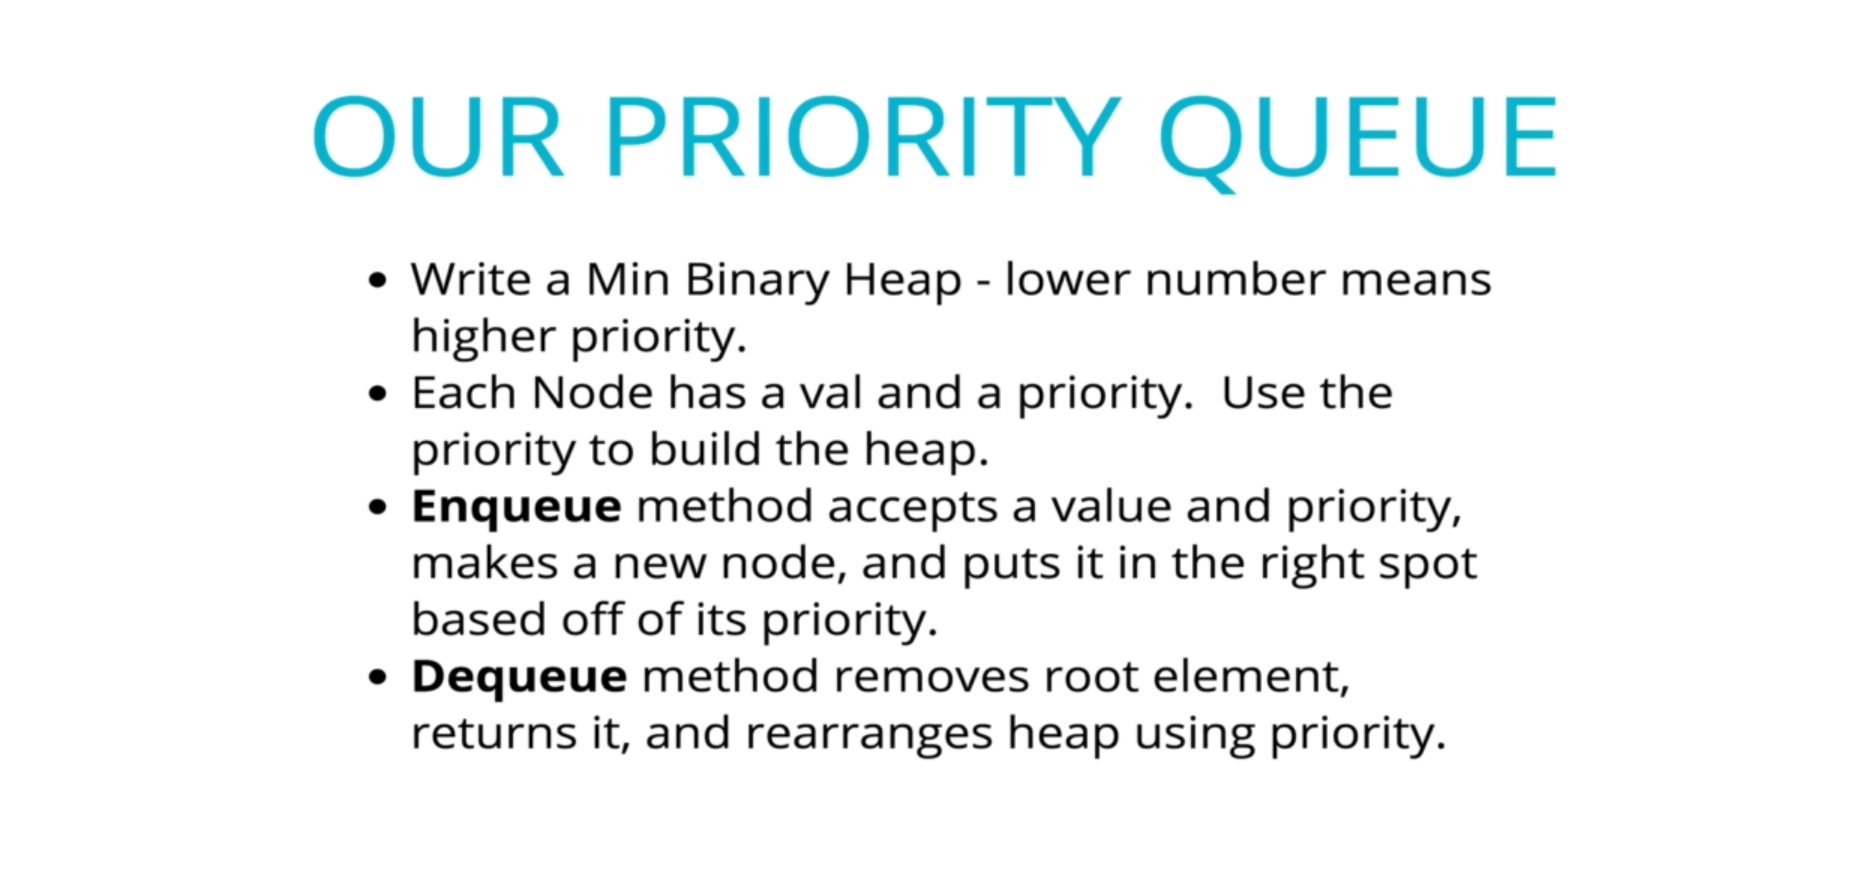 OUR PRIORITY QUEUE
• Write a Min Binary Heap - lower number means
higher priority.
• Each Node has a val and a priority.  Use the
priority to build the heap.
• Enqueue method accepts a value and priority,
makes a new node, and puts it in the right spot
based off of its priority.
• Dequeue method removes root element,
returns it, and rearranges heap using priority.